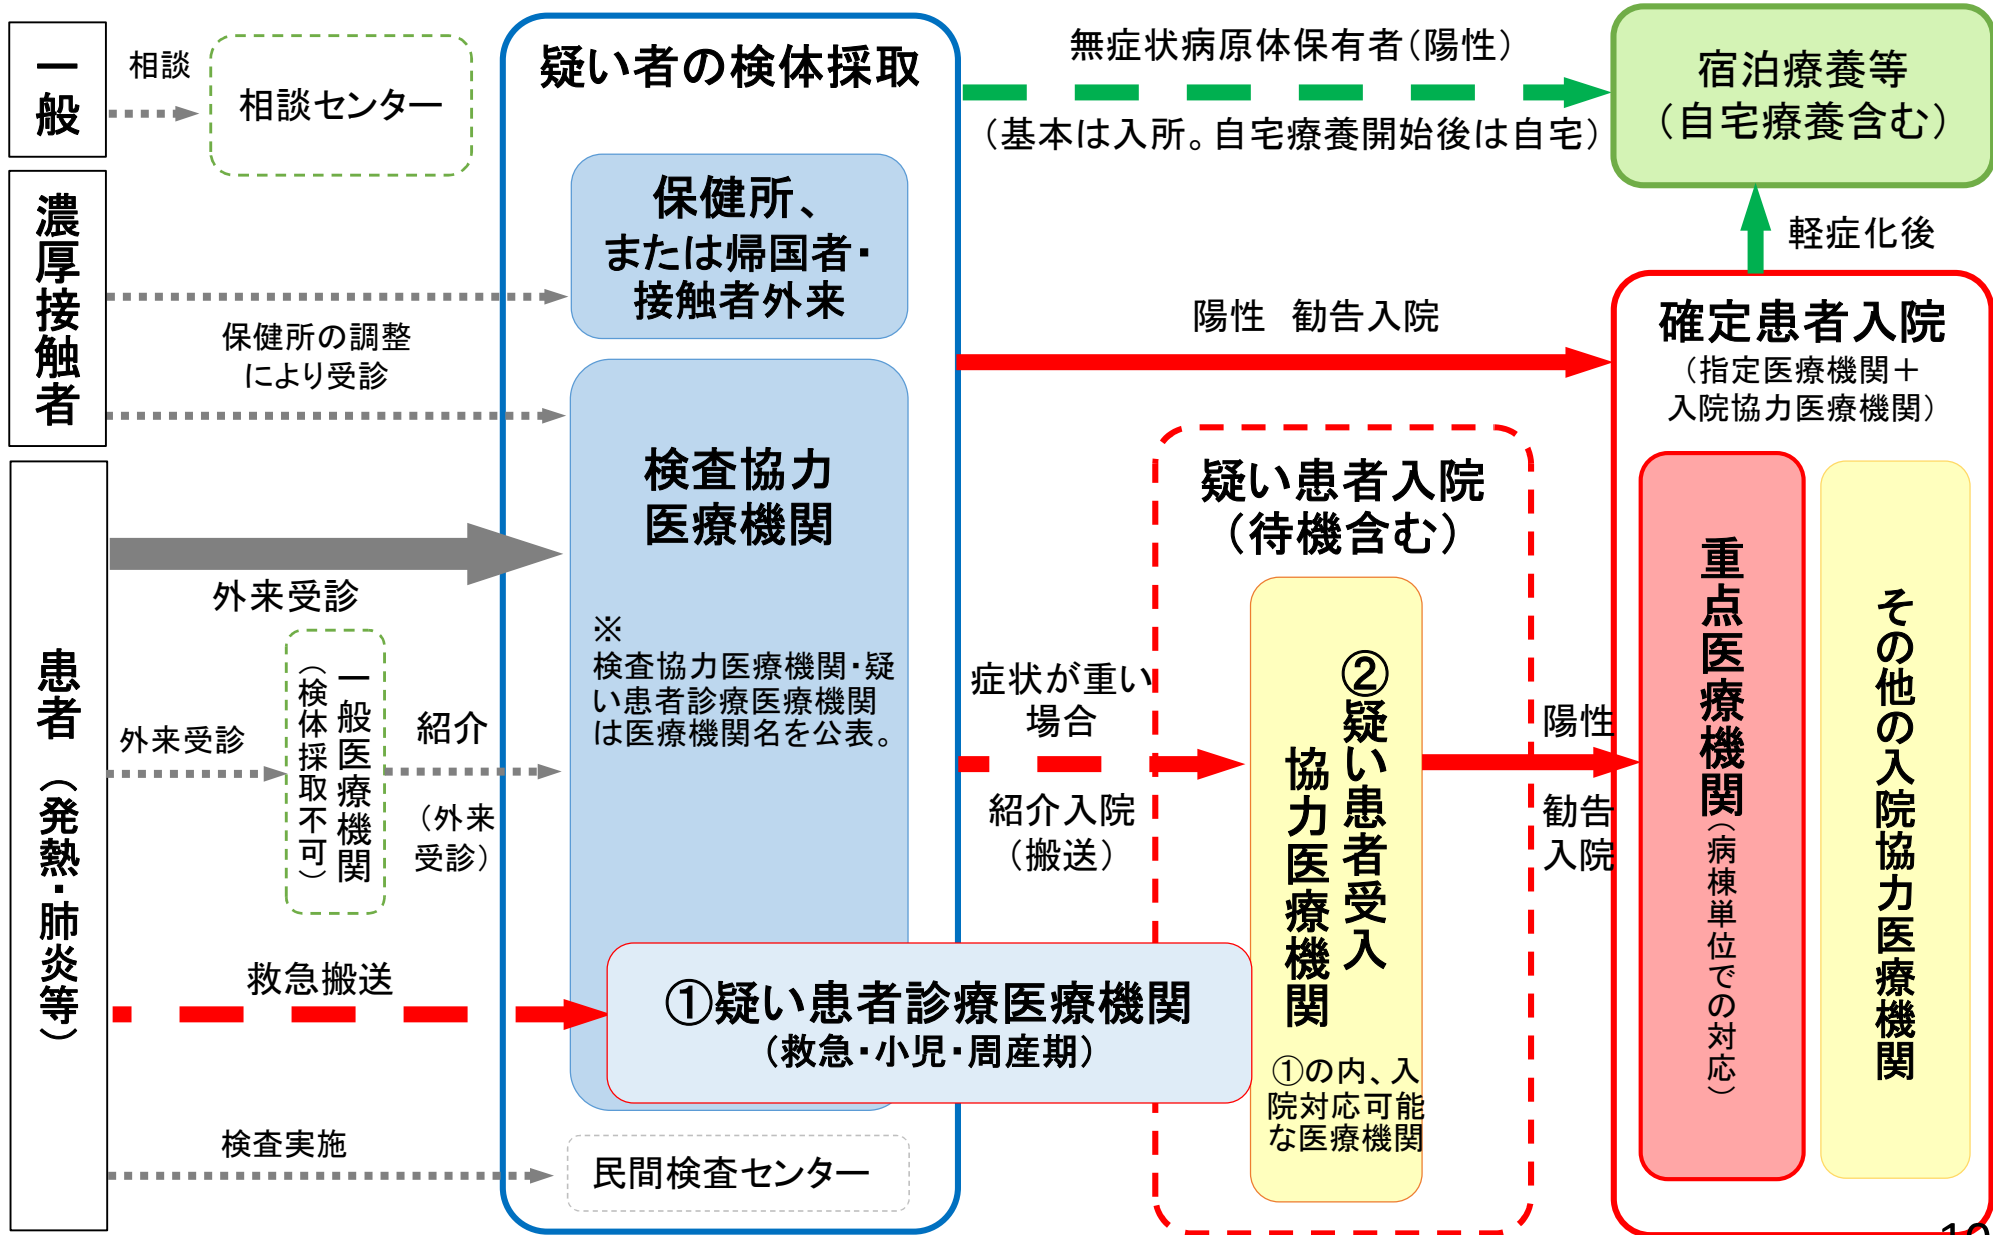 一般
相談
相談センター
濃厚接触者
保健所の調整
により受診
患者（発熱・肺炎等）
外来受診
外来受診
一般医療機関
（検体採取不可）
紹介
（外来
受診）
救急搬送
検査実施
疑い者の検体採取
保健所、
または帰国者・
接触者外来
検査協力
医療機関
※
検査協力医療機関・疑
い患者診療医療機関
は医療機関名を公表。
①疑い患者診療医療機関
（救急・小児・周産期）
民間検査センター
無症状病原体保有者（陽性）
（基本は入所。自宅療養開始後は自宅）
陽性　勧告入院
症状が重い
場合
紹介入院
（搬送）
疑い患者入院
（待機含む）
②疑い患者受入
協力医療機関
①の内、入
院対応可能
な医療機関
陽性
勧告
入院
宿泊療養等
（自宅療養含む）
軽症化後
確定患者入院
（指定医療機関＋
入院協力医療機関）
重点医療機関（病棟単位での対応）
その他の入院協力医療機関